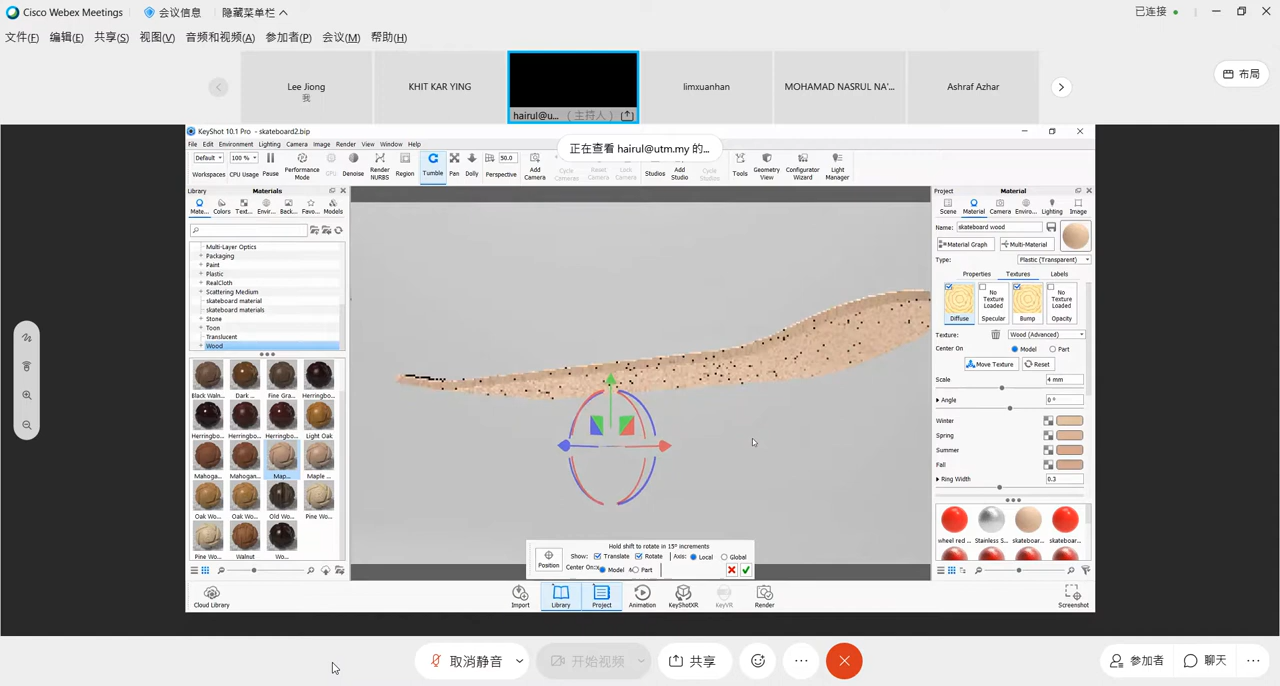 Cisco Webex Meetings
会议信息
隐藏菜单栏
已连接
文件(F) 编辑(E) 共享(S) 视图(V) 音频和视频(A) 参加者(P) 会议(M) 帮助(H)
Lee Jiong
我
KHIT KAR YING
hairul@u... (主持人)
limxuanhan
MOHAMAD NASRUL NA'...
Ashraf Azhar
布局
KeyShot 10.1 Pro - skateboard2.bip
正在查看 hairul@utm.my 的...
File Edit Environment Lighting Camera Image Render View Window Help
Default 100 % 50.0
Workspaces CPU Usage Pause Performance Mode GPU Denoise Render NURBS Region Tumble Pan Dolly Perspective Add Camera Cycle Cameras Reset Camera Lock Camera Studios Add Studio Cycle Studios Tools Geometry View Configurator Wizard Light Manager
Library Materials
Mate... Colors Text... Envi... Back... Favo... Models
Multi-Layer Optics
Packaging
Paint
Plastic
RealCloth
Scattering Medium
skateboard material
skateboard materials
Stone
Toon
Translucent
Wood
Black Waln... Dark ... Fine Gra... Herringbo...
Herringbo... Herringbo... Herringbo... Light Oak
Mahoga... Mahogan... Map... Maple ...
Oak Wo... Oak Wo... Old Wo... Pine Wo...
Pine Wo... Walnut Wo...
Project Material
Scene Material Camera Enviro... Lighting Image
Name: skateboard wood
Material Graph Multi-Material
Type: Plastic (Transparent)
Properties Textures Labels
No Texture Loaded
No Texture Loaded
Diffuse Specular Bump Opacity
Texture: Wood (Advanced)
Center On Model Part
Move Texture Reset
Scale 4 mm
Angle 0 °
Winter
Spring
Summer
Fall
Ring Width 0.3
wheel red ... Stainless S... skateboar... skateboar...
Hold shift to rotate in 15° increments
Position
Show: Translate Rotate Axis: Local Global
Center On: Model Part
Cloud Library
Import Library Project Animation KeyShotXR KeyVR Render
Screenshot
取消静音
开始视频
共享
参加者
聊天